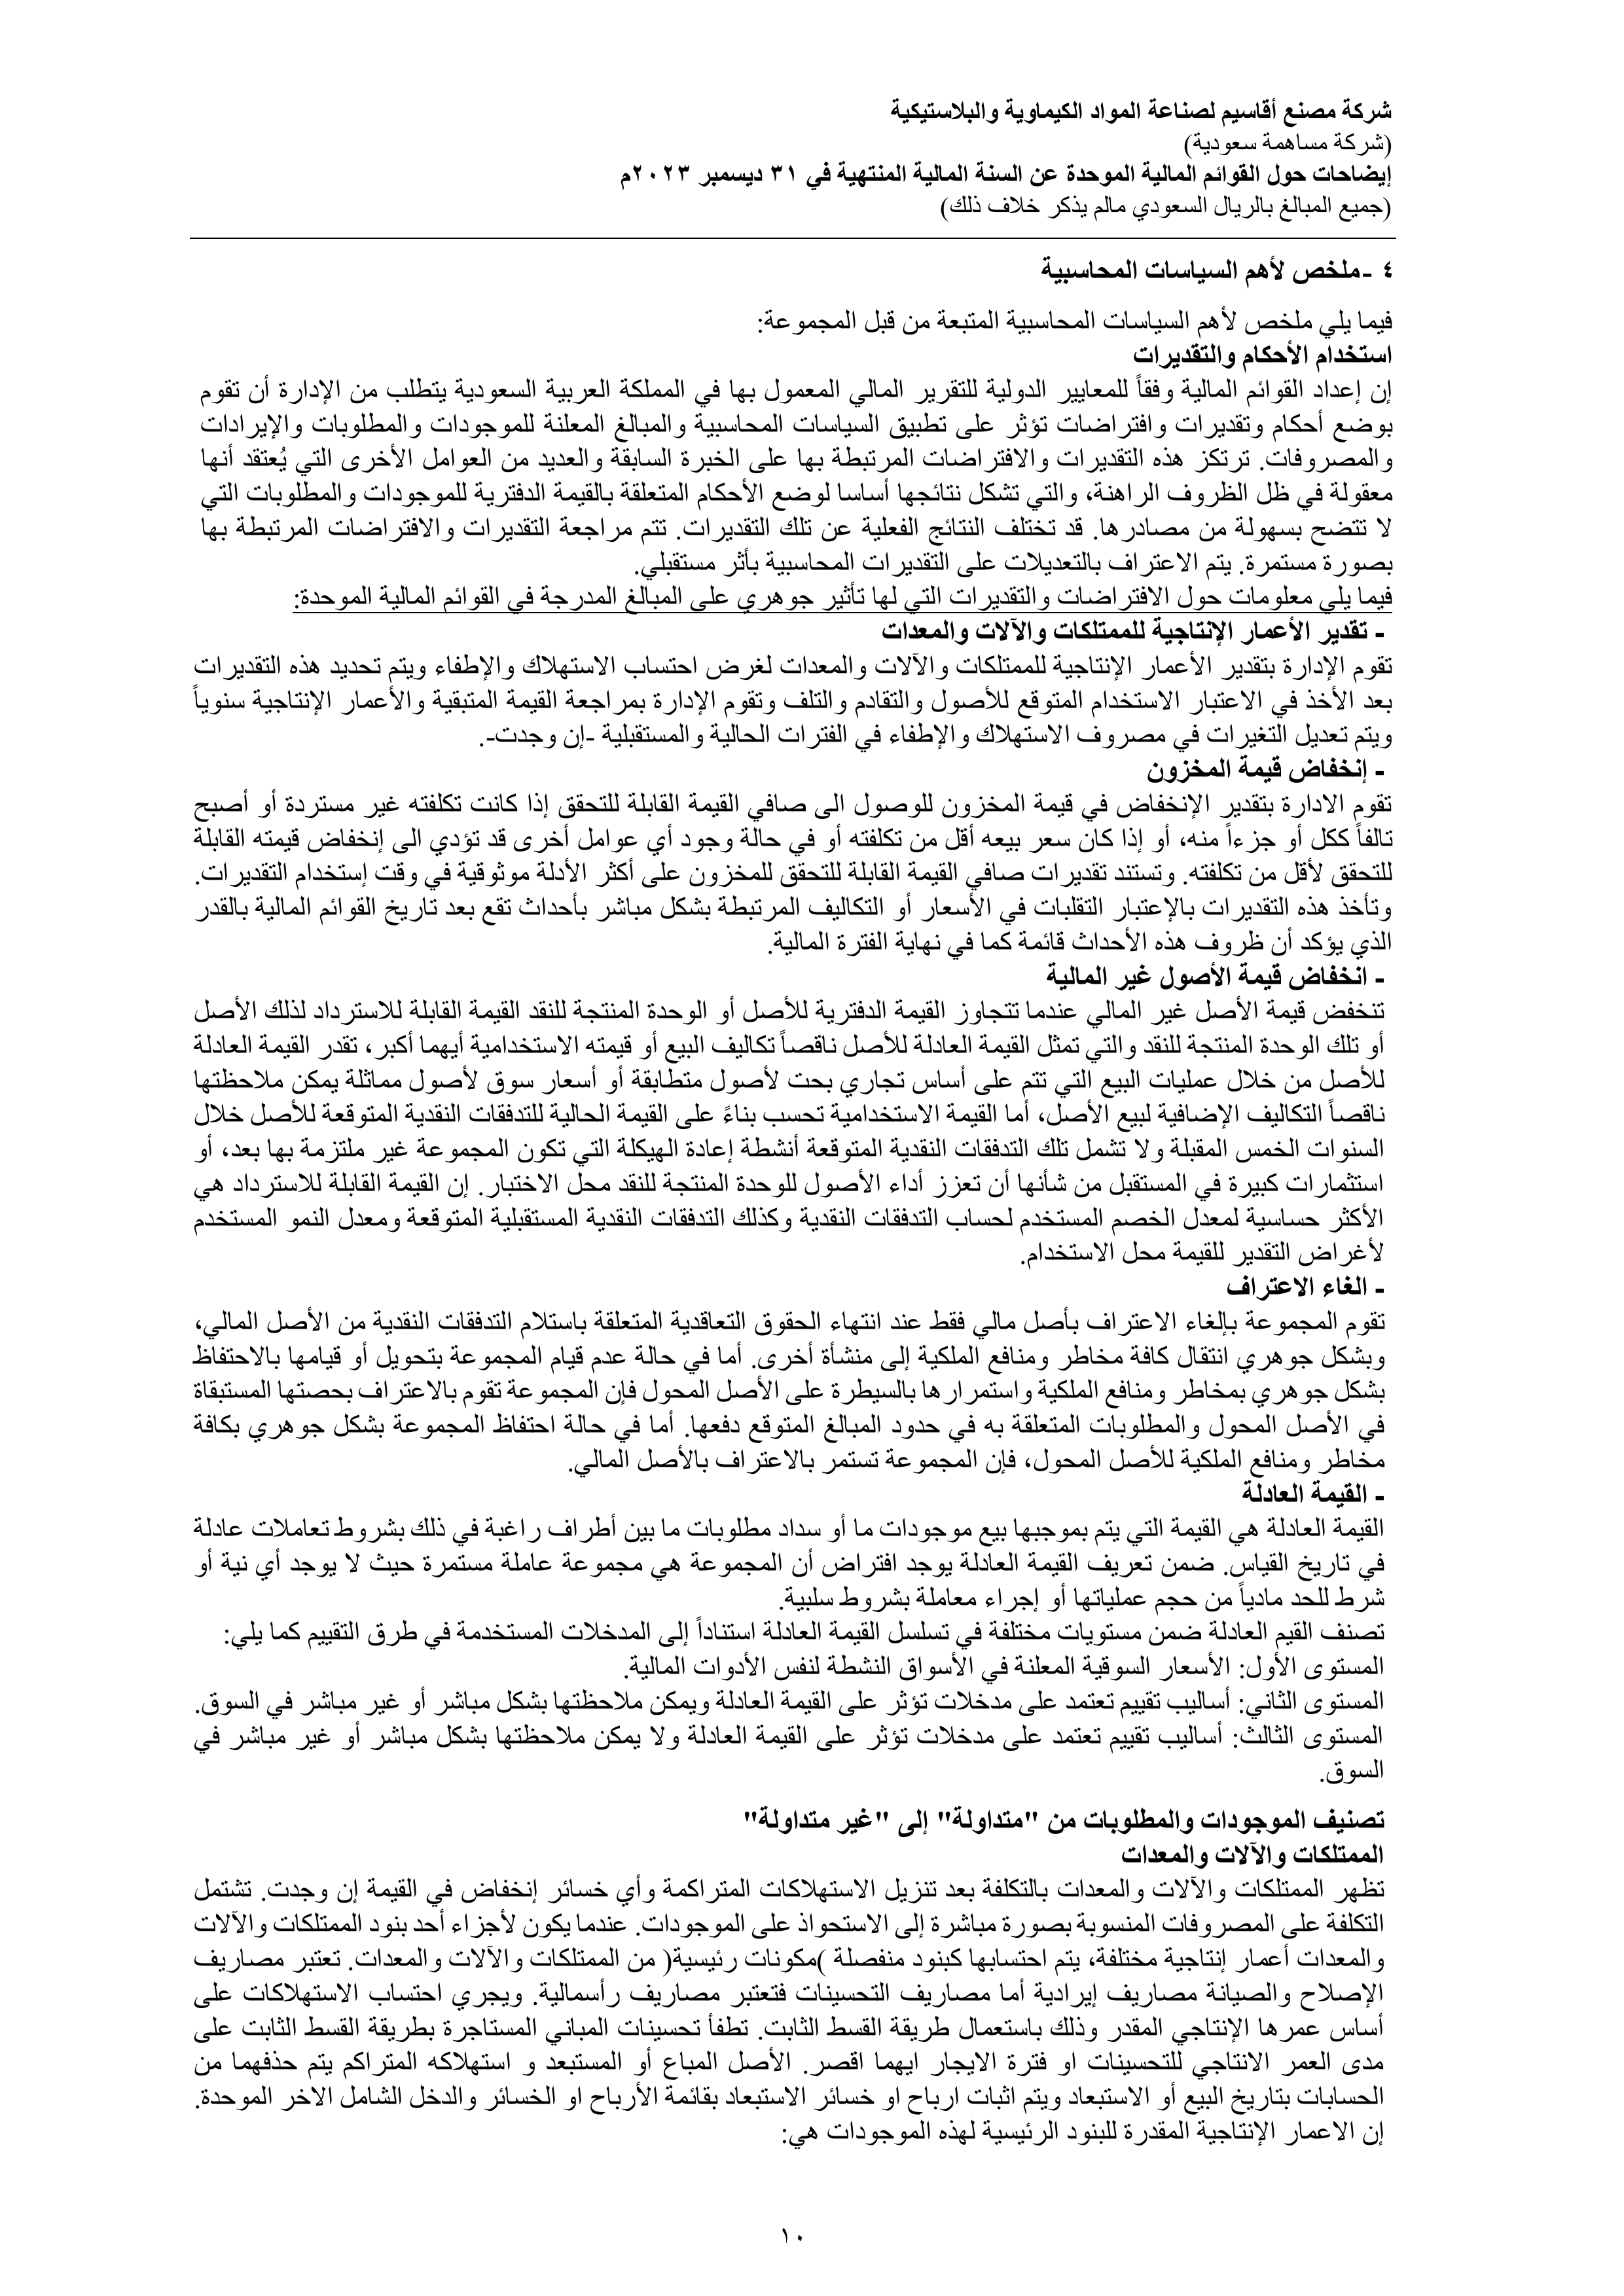 شركة مصنع أقاسيم لصناعة المواد الكيماوية والبلاستيكية
(شركة مساهمة سعودية)
إيضاحات حول القوائم المالية الموحدة عن السنة المالية المنتهية في ٣١ ديسمبر ٢٠٢٣م
(جميع المبالغ بالريال السعودي مالم يذكر خلاف ذلك)
٤ -ملخص لأهم السياسات المحاسبية
فيما يلي ملخص لأهم السياسات المحاسبية المتبعة من قبل المجموعة:
استخدام الأحكام والتقديرات
إن إعداد القوائم المالية وفقاً للمعايير الدولية للتقرير المالي المعمول بها في المملكة العربية السعودية يتطلب من الإدارة أن تقوم
بوضع أحكام وتقديرات وافتراضات تؤثر على تطبيق السياسات المحاسبية والمبالغ المعلنة للموجودات والمطلوبات والإيرادات
والمصروفات. ترتكز هذه التقديرات والافتراضات المرتبطة بها على الخبرة السابقة والعديد من العوامل الأخرى التي يُعتقد أنها
معقولة في ظل الظروف الراهنة، والتي تشكل نتائجها أساسا لوضع الأحكام المتعلقة بالقيمة الدفترية للموجودات والمطلوبات التي
لا تتضح بسهولة من مصادرها. قد تختلف النتائج الفعلية عن تلك التقديرات. تتم مراجعة التقديرات والافتراضات المرتبطة بها
بصورة مستمرة. يتم الاعتراف بالتعديلات على التقديرات المحاسبية بأثر مستقبلي.
فيما يلي معلومات حول الافتراضات والتقديرات التي لها تأثير جوهري على المبالغ المدرجة في القوائم المالية الموحدة:
- تقدير الأعمار الإنتاجية للممتلكات والآلات والمعدات
تقوم الإدارة بتقدير الأعمار الإنتاجية للممتلكات والآلات والمعدات لغرض احتساب الاستهلاك والإطفاء ويتم تحديد هذه التقديرات
بعد الأخذ في الاعتبار الاستخدام المتوقع للأصول والتقادم والتلف وتقوم الإدارة بمراجعة القيمة المتبقية والأعمار الإنتاجية سنوياً
ويتم تعديل التغيرات في مصروف الاستهلاك والإطفاء في الفترات الحالية والمستقبلية -إن وجدت-.
- إنخفاض قيمة المخزون
تقوم الادارة بتقدير الإنخفاض في قيمة المخزون للوصول الى صافي القيمة القابلة للتحقق إذا كانت تكلفته غير مستردة أو أصبح
تالفاً ككل أو جزءاً منه، أو إذا كان سعر بيعه أقل من تكلفته أو في حالة وجود أي عوامل أخرى قد تؤدي الى إنخفاض قيمته القابلة
للتحقق لأقل من تكلفته. وتستند تقديرات صافي القيمة القابلة للتحقق للمخزون على أكثر الأدلة موثوقية في وقت إستخدام التقديرات.
وتأخذ هذه التقديرات بالإعتبار التقلبات في الأسعار أو التكاليف المرتبطة بشكل مباشر بأحداث تقع بعد تاريخ القوائم المالية بالقدر
الذي يؤكد أن ظروف هذه الأحداث قائمة كما في نهاية الفترة المالية.
- انخفاض قيمة الأصول غير المالية
تنخفض قيمة الأصل غير المالي عندما تتجاوز القيمة الدفترية للأصل أو الوحدة المنتجة للنقد القيمة القابلة للاسترداد لذلك الأصل
أو تلك الوحدة المنتجة للنقد والتي تمثل القيمة العادلة للأصل ناقصاً تكاليف البيع أو قيمته الاستخدامية أيهما أكبر، تقدر القيمة العادلة
للأصل من خلال عمليات البيع التي تتم على أساس تجاري بحت لأصول متطابقة أو أسعار سوق لأصول مماثلة يمكن ملاحظتها
ناقصاً التكاليف الإضافية لبيع الأصل، أما القيمة الاستخدامية تحسب بناءً على القيمة الحالية للتدفقات النقدية المتوقعة للأصل خلال
السنوات الخمس المقبلة ولا تشمل تلك التدفقات النقدية المتوقعة أنشطة إعادة الهيكلة التي تكون المجموعة غير ملتزمة بها بعد، أو
استثمارات كبيرة في المستقبل من شأنها أن تعزز أداء الأصول للوحدة المنتجة للنقد محل الاختبار. إن القيمة القابلة للاسترداد هي
الأكثر حساسية لمعدل الخصم المستخدم لحساب التدفقات النقدية وكذلك التدفقات النقدية المستقبلية المتوقعة ومعدل النمو المستخدم
لأغراض التقدير للقيمة محل الاستخدام.
- الغاء الاعتراف
تقوم المجموعة بإلغاء الاعتراف بأصل مالي فقط عند انتهاء الحقوق التعاقدية المتعلقة باستلام التدفقات النقدية من الأصل المالي،
وبشكل جوهري انتقال كافة مخاطر ومنافع الملكية إلى منشأة أخرى. أما في حالة عدم قيام المجموعة بتحويل أو قيامها بالاحتفاظ
بشكل جوهري بمخاطر ومنافع الملكية واستمرارها بالسيطرة على الأصل المحول فإن المجموعة تقوم بالاعتراف بحصتها المستبقاة
في الأصل المحول والمطلوبات المتعلقة به في حدود المبالغ المتوقع دفعها. أما في حالة احتفاظ المجموعة بشكل جوهري بكافة
مخاطر ومنافع الملكية للأصل المحول، فإن المجموعة تستمر بالاعتراف بالأصل المالي.
- القيمة العادلة
القيمة العادلة هي القيمة التي يتم بموجبها بيع موجودات ما أو سداد مطلوبات ما بين أطراف راغبة في ذلك بشروط تعاملات عادلة
في تاريخ القياس. ضمن تعريف القيمة العادلة يوجد افتراض أن المجموعة هي مجموعة عاملة مستمرة حيث لا يوجد أي نية أو
شرط للحد مادياً من حجم عملياتها أو إجراء معاملة بشروط سلبية.
تصنف القيم العادلة ضمن مستويات مختلفة في تسلسل القيمة العادلة استناداً إلى المدخلات المستخدمة في طرق التقييم كما يلي:
المستوى الأول: الأسعار السوقية المعلنة في الأسواق النشطة لنفس الأدوات المالية.
المستوى الثاني: أساليب تقييم تعتمد على مدخلات تؤثر على القيمة العادلة ويمكن ملاحظتها بشكل مباشر أو غير مباشر في السوق.
المستوى الثالث: أساليب تقييم تعتمد على مدخلات تؤثر على القيمة العادلة ولا يمكن ملاحظتها بشكل مباشر أو غير مباشر في
السوق.
تصنيف الموجودات والمطلوبات من "متداولة" إلى "غير متداولة"
الممتلكات والآلات والمعدات
تظهر الممتلكات والآلات والمعدات بالتكلفة بعد تنزيل الاستهلاكات المتراكمة وأي خسائر إنخفاض في القيمة إن وجدت. تشتمل
التكلفة على المصروفات المنسوبة بصورة مباشرة إلى الاستحواذ على الموجودات. عندما يكون لأجزاء أحد بنود الممتلكات والآلات
والمعدات أعمار إنتاجية مختلفة، يتم احتسابها كبنود منفصلة )مكونات رئيسية( من الممتلكات والآلات والمعدات. تعتبر مصاريف
الإصلاح والصيانة مصاريف إيرادية أما مصاريف التحسينات فتعتبر مصاريف رأسمالية. ويجري احتساب الاستهلاكات على
أساس عمرها الإنتاجي المقدر وذلك باستعمال طريقة القسط الثابت. تطفأ تحسينات المباني المستاجرة بطريقة القسط الثابت على
مدى العمر الانتاجي للتحسينات او فترة الايجار ايهما اقصر. الأصل المباع أو المستبعد و استهلاكه المتراكم يتم حذفهما من
الحسابات بتاريخ البيع أو الاستبعاد ويتم اثبات ارباح او خسائر الاستبعاد بقائمة الأرباح او الخسائر والدخل الشامل الاخر الموحدة.
إن الاعمار الإنتاجية المقدرة للبنود الرئيسية لهذه الموجودات هي:
١٠